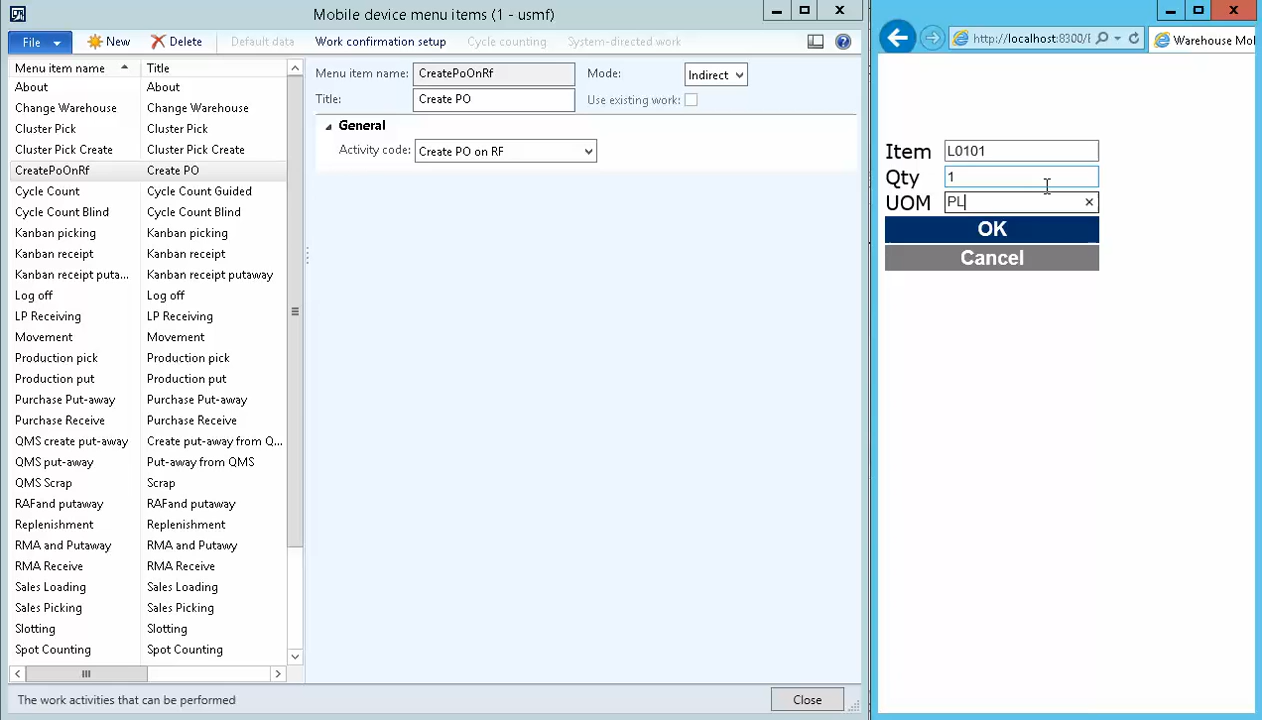 Mobile device menu items (1 - usmf)
File
New
Delete
Default data
Work confirmation setup
Cycle counting
System-directed work
Menu item name
Title
About
About
Change Warehouse
Change Warehouse
Cluster Pick
Cluster Pick
Cluster Pick Create
Cluster Pick Create
CreatePoOnRf
Create PO
Cycle Count
Cycle Count Guided
Cycle Count Blind
Cycle Count Blind
Kanban picking
Kanban picking
Kanban receipt
Kanban receipt
Kanban receipt puta...
Kanban receipt putaway
Log off
Log off
LP Receiving
LP Receiving
Movement
Movement
Production pick
Production pick
Production put
Production put
Purchase Put-away
Purchase Put-away
Purchase Receive
Purchase Receive
QMS create put-away
Create put-away from Q...
QMS put-away
Put-away from QMS
QMS Scrap
Scrap
RAFand putaway
RAFand putaway
Replenishment
Replenishment
RMA and Putaway
RMA and Putawy
RMA Receive
RMA Receive
Sales Loading
Sales Loading
Sales Picking
Sales Picking
Slotting
Slotting
Spot Counting
Spot Counting
Menu item name: CreatePoOnRf
Mode: Indirect
Title: Create PO
Use existing work:
General
Activity code: Create PO on RF
The work activities that can be performed
Close
http://localhost:8300/
Warehouse Mo
Item L0101
Qty 1
UOM PL
OK
Cancel